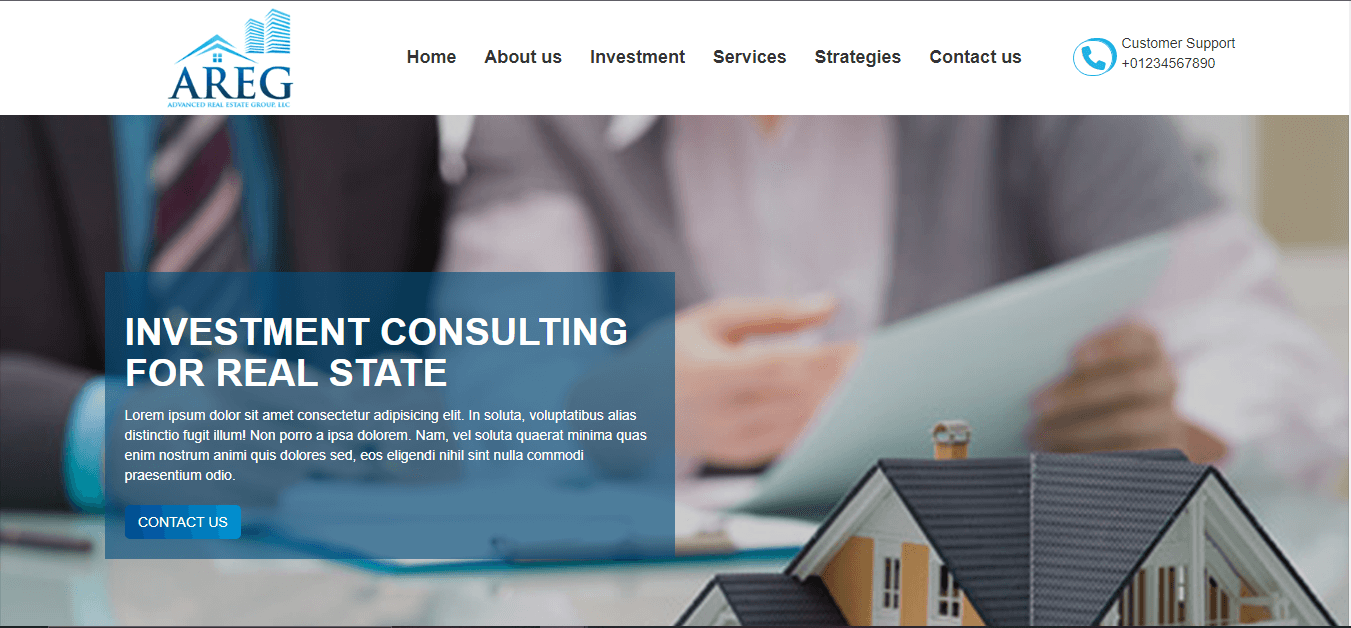 AREG
ADVANCED REAL ESTATE GROUP, LLC
Home About us Investment Services Strategies Contact us
Customer Support
+01234567890
INVESTMENT CONSULTING
FOR REAL STATE
Lorem ipsum dolor sit amet consectetur adipisicing elit. In soluta, voluptatibus alias
distinctio fugit illum! Non porro a ipsa dolorem. Nam, vel soluta quaerat minima quas
enim nostrum animi quis dolores sed, eos eligendi nihil sint nulla commodi
praesentium odio.
CONTACT US